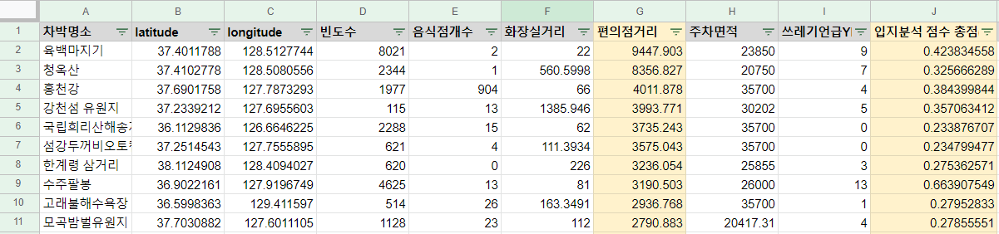 A B C D E F G H I J
1 차박명소 latitude longitude 빈도수 음식점개수 화장실거리 편의점거리 주차면적 쓰레기언급Y 입지분석 점수 총점
2 육백마지기 37.4011788 128.5127744 8021 2 22 9447.903 23850 9 0.423834558
3 청옥산 37.4102778 128.5080556 2344 1 560.5998 8356.827 20750 7 0.325666289
4 홍천강 37.6901758 127.7873293 1977 904 66 4011.878 35700 4 0.384399844
5 강천섬 유원지 37.2339212 127.6955603 115 13 1385.946 3993.771 30202 5 0.357063412
6 국립희리산해송자 36.1129836 126.6646225 2288 15 62 3735.243 35700 0 0.233876707
7 섬강두꺼비오토 37.2514543 127.7555895 621 4 111.3934 3575.043 35700 0 0.234799477
8 한계령 삼거리 38.1124908 128.4094027 620 0 226 3236.054 25855 3 0.275362571
9 수주팔봉 36.9022161 127.9196749 4625 13 81 3190.503 26000 13 0.663907549
10 고래불해수욕장 36.5998363 129.411597 514 26 163.3491 2936.768 35700 1 0.27952833
11 모곡밤벌유원지 37.7030882 127.6011105 1128 23 112 2790.883 20417.31 4 0.27855551